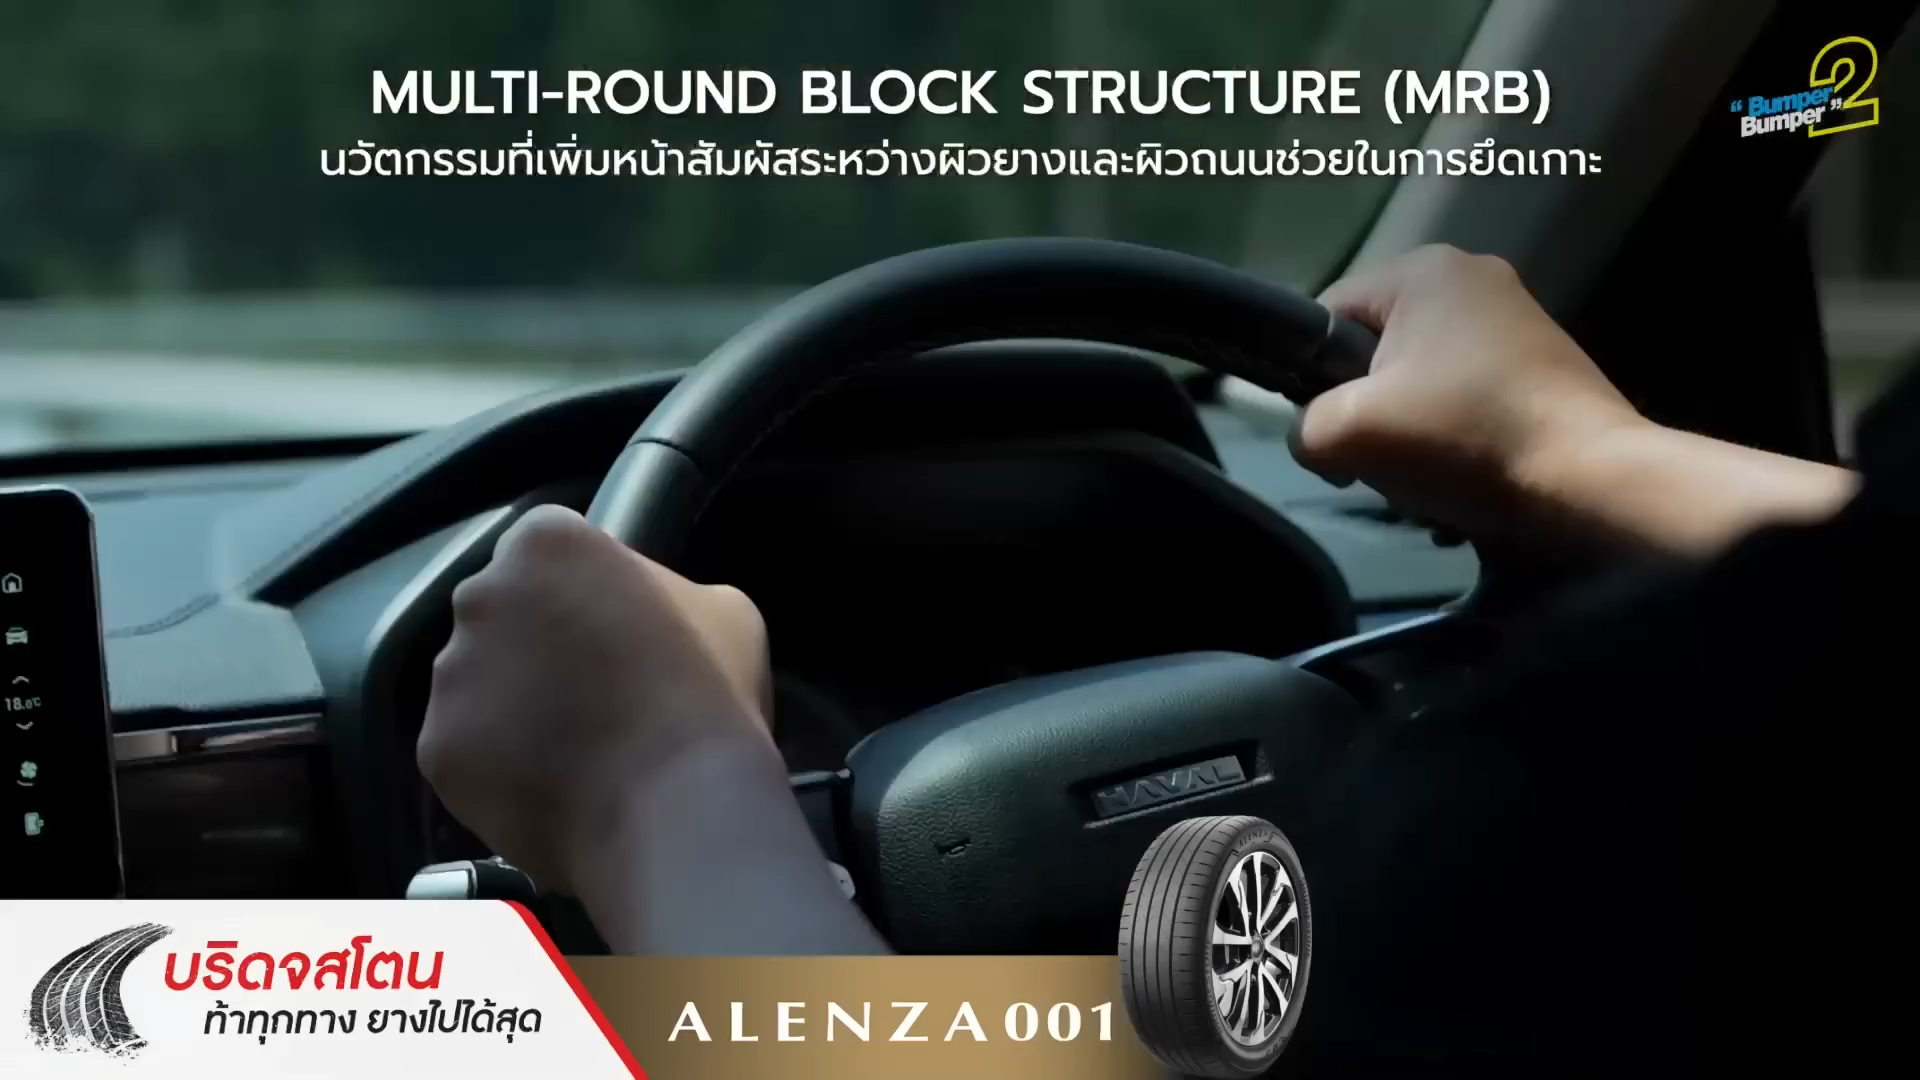 MULTI-ROUND BLOCK STRUCTURE (MRB)
นวัตกรรมที่เพิ่มหน้าสัมผัสระหว่างผิวยางและผิวถนนช่วยในการยึดเกาะ
“Bumper
Bumper”2
18.0°C
HAVAL
ALENZA
บริดจสโตน
ท้าทุกทาง ยางไปได้สุด
ALENZA001